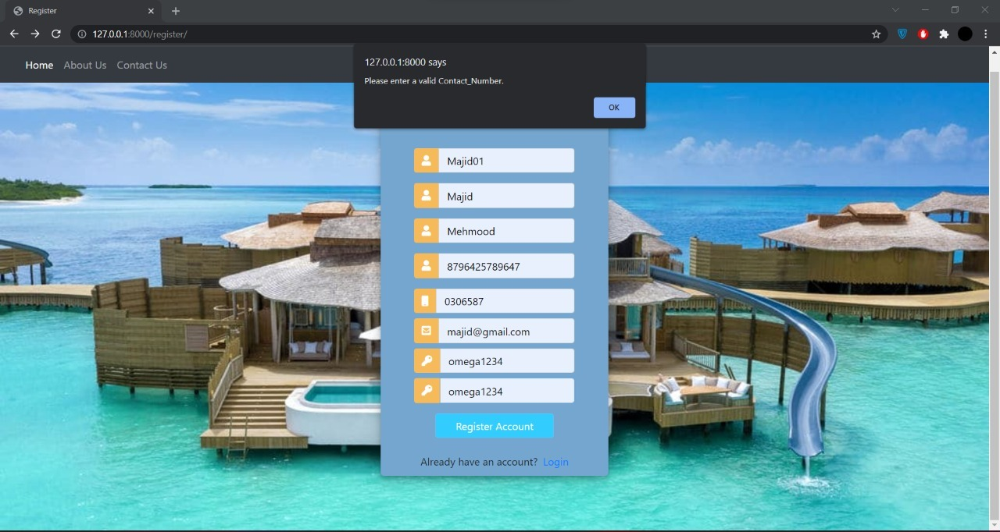 Register
127.0.0.1:8000/register/
Home About Us Contact Us
127.0.0.1:8000 says
Please enter a valid Contact_Number.
OK
Majid01
Majid
Mehmood
8796425789647
0306587
majid@gmail.com
omega1234
omega1234
Register Account
Already have an account? Login